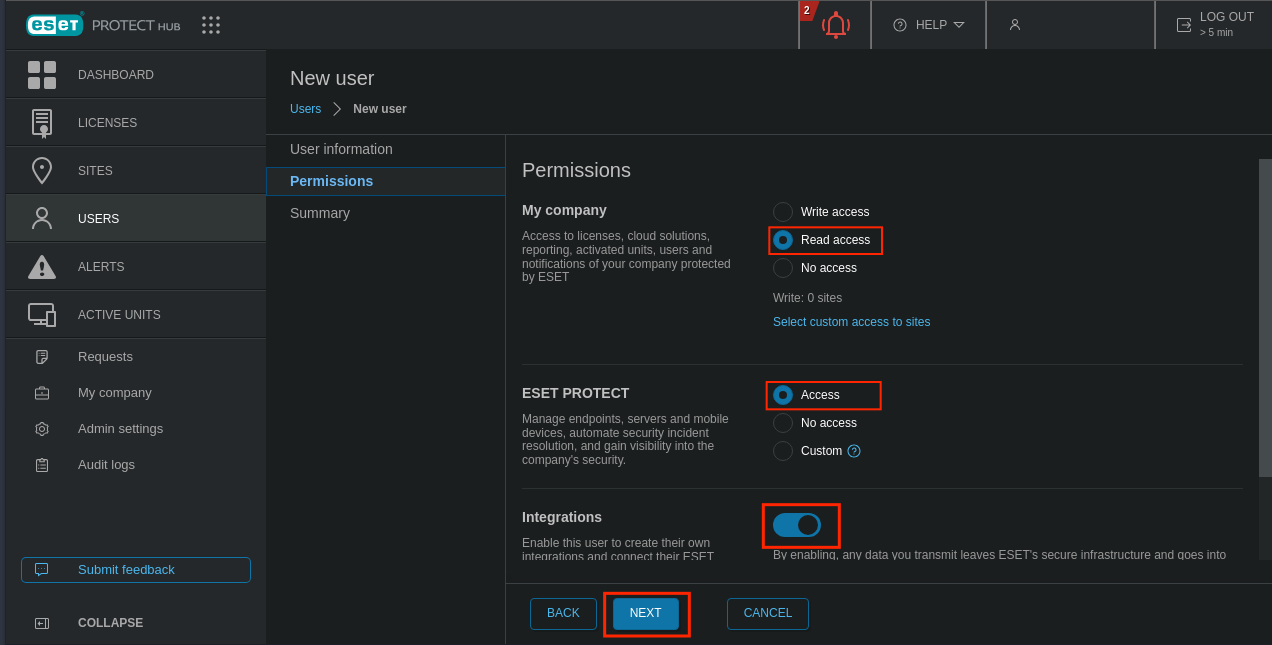 eseT PROTECT HUB
2
HELP
LOG OUT
> 5 min
DASHBOARD
LICENSES
SITES
USERS
ALERTS
ACTIVE UNITS
Requests
My company
Admin settings
Audit logs
Submit feedback
COLLAPSE
New user
Users
New user
User information
Permissions
Summary
Permissions
My company
Access to licenses, cloud solutions,
reporting, activated units, users and
notifications of your company protected
by ESET
Write access
Read access
No access
Write: 0 sites
Select custom access to sites
ESET PROTECT
Manage endpoints, servers and mobile
devices, automate security incident
resolution, and gain visibility into the
company's security.
Access
No access
Custom
Integrations
Enable this user to create their own
integrations and connect their ESET
By enabling, any data you transmit leaves ESET's secure infrastructure and goes into
BACK
NEXT
CANCEL